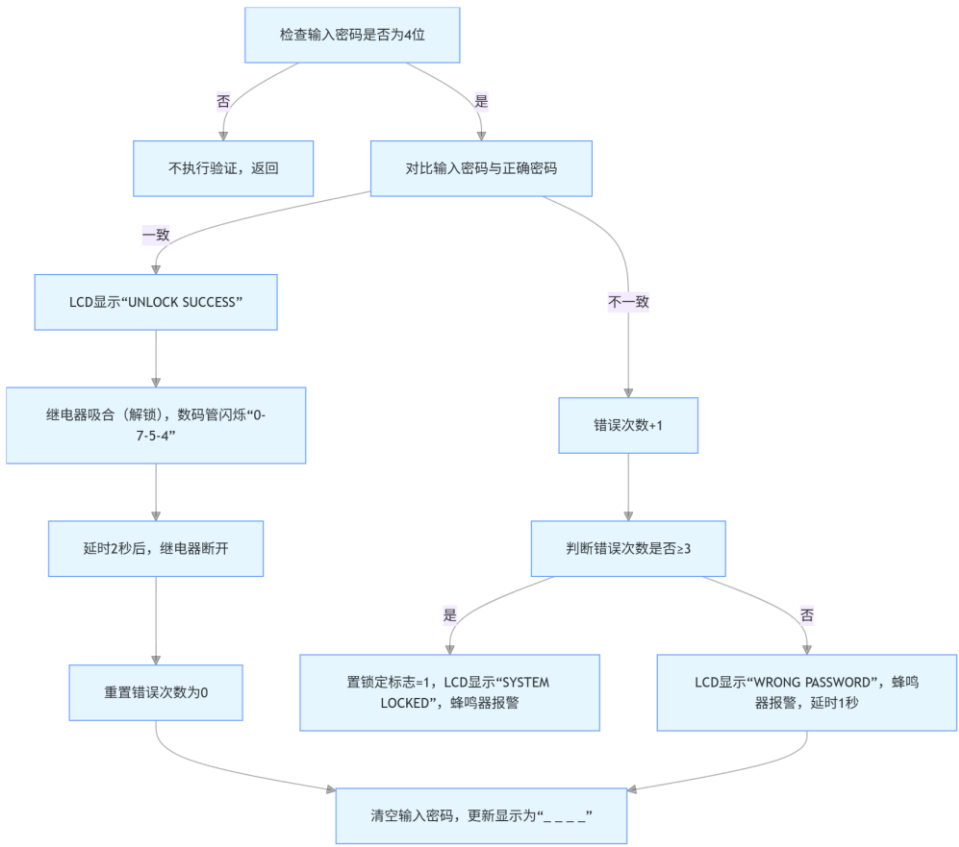 检查输入密码是否为4位
否
是
不执行验证，返回
对比输入密码与正确密码
一致
LCD显示“UNLOCK SUCCESS”
不一致
继电器吸合（解锁），数码管闪烁“0-
7-5-4”
错误次数+1
延时2秒后，继电器断开
判断错误次数是否≥3
是
否
重置错误次数为0
置锁定标志=1，LCD显示“SYSTEM
LOCKED”，蜂鸣器报警
LCD显示“WRONG PASSWORD”，蜂鸣
器报警，延时1秒
清空输入密码，更新显示为“_ _ _ _”